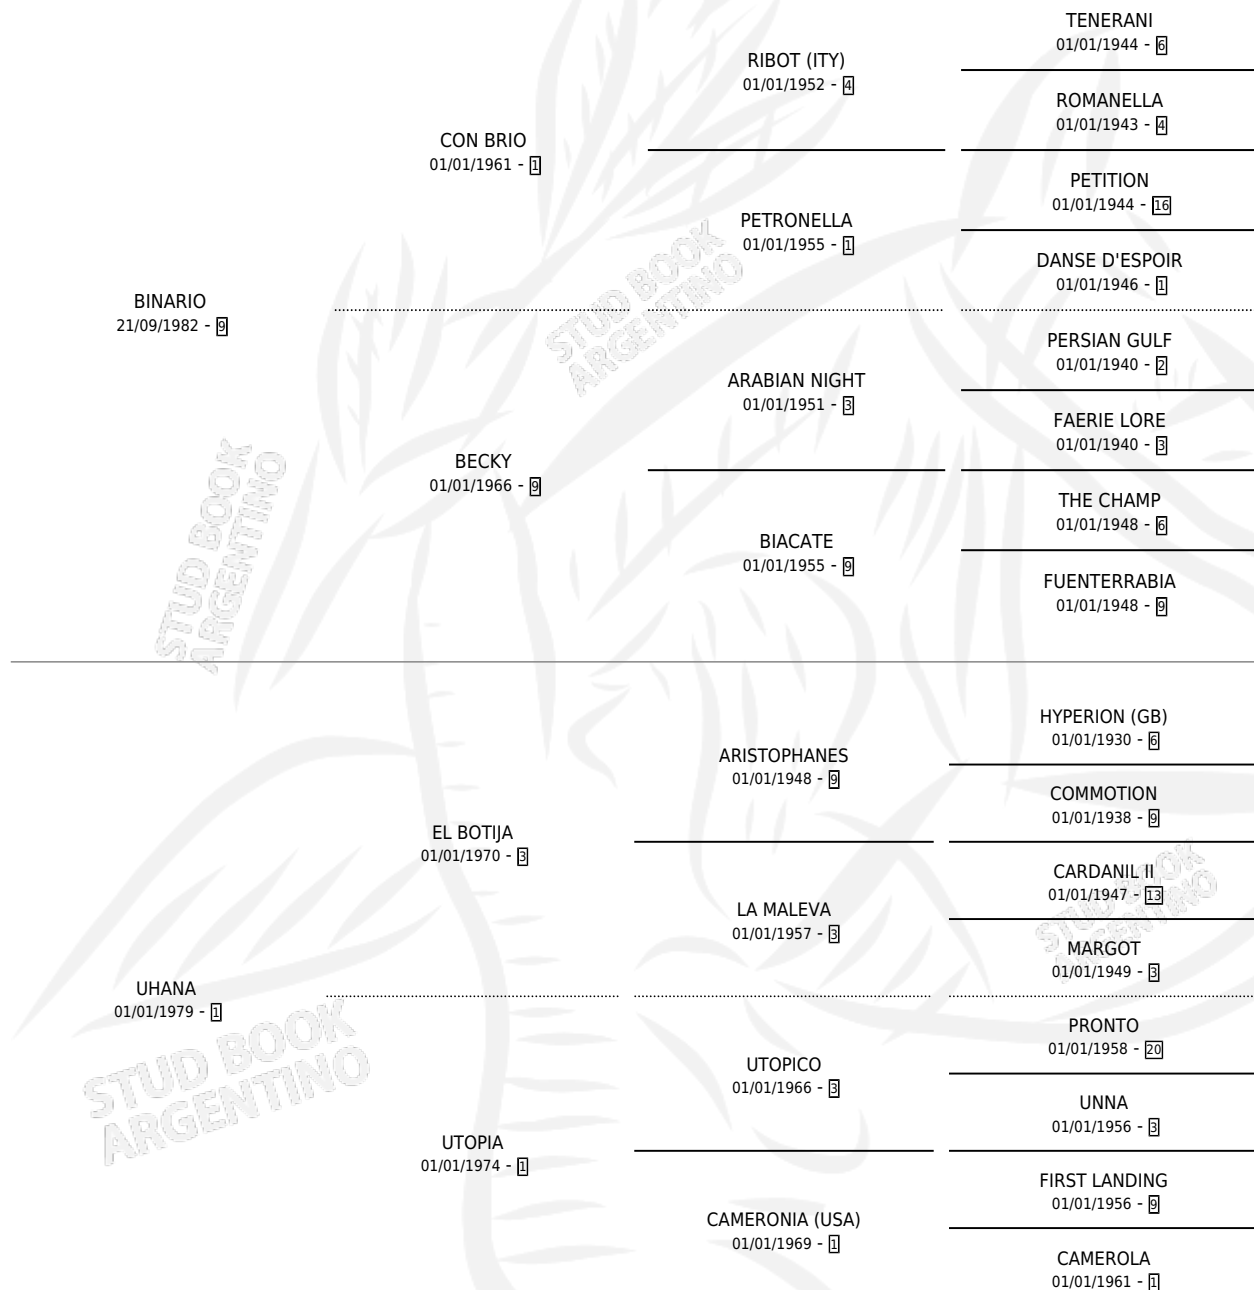 TENERANI
01/01/1944 - 6
RIBOT (ITY)
01/01/1952 - 4
ROMANELLA
01/01/1943 - 4
CON BRIO
01/01/1961 - 1
PETITION
01/01/1944 - 16
PETRONELLA
01/01/1955 - 1
DANSE D'ESPOIR
01/01/1946 - 1
BINARIO
21/09/1982 - 9
PERSIAN GULF
01/01/1940 - 2
ARABIAN NIGHT
01/01/1951 - 3
FAERIE LORE
01/01/1940 - 3
BECKY
01/01/1966 - 9
THE CHAMP
01/01/1948 - 6
BIACATE
01/01/1955 - 9
FUENTERRABIA
01/01/1948 - 9
STUD BOOK
ARGENTINO
STUD BOOK
ARGENTINO
HYPERION (GB)
01/01/1930 - 6
ARISTOPHANES
01/01/1948 - 9
COMMOTION
01/01/1938 - 9
EL BOTIJA
01/01/1970 - 3
CARDANIL II
01/01/1947 - 13
LA MALEVA
01/01/1957 - 3
MARGOT
01/01/1949 - 3
STUD BOOK
ARGENTINO
UHANA
01/01/1979 - 1
PRONTO
01/01/1958 - 20
UTOPICO
01/01/1966 - 3
UNNA
01/01/1956 - 3
STUD BOOK
ARGENTINO
UTOPIA
01/01/1974 - 1
FIRST LANDING
01/01/1956 - 9
CAMERONIA (USA)
01/01/1969 - 1
CAMEROLA
01/01/1961 - 1